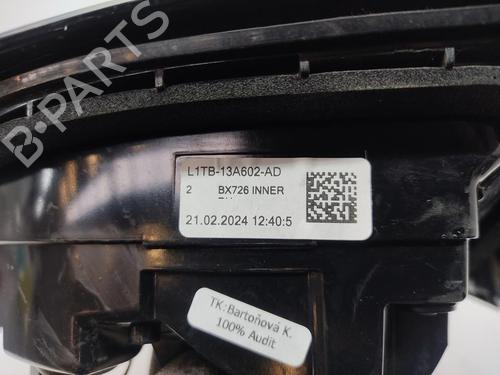 B-PARTS
L1TB-13A602-AD
2 BX726 INNER
21.02.2024 12:40:5
TK:Bartoňová K.
100% Audit